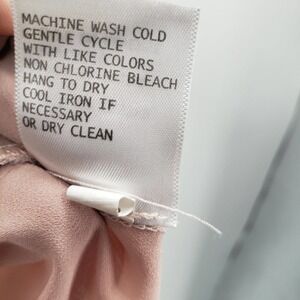 MACHINE WASH COLD
GENTLE CYCLE
WITH LIKE COLORS
NON CHLORINE BLEACH
HANG TO DRY
COOL IRON IF
NECESSARY
OR DRY CLEAN